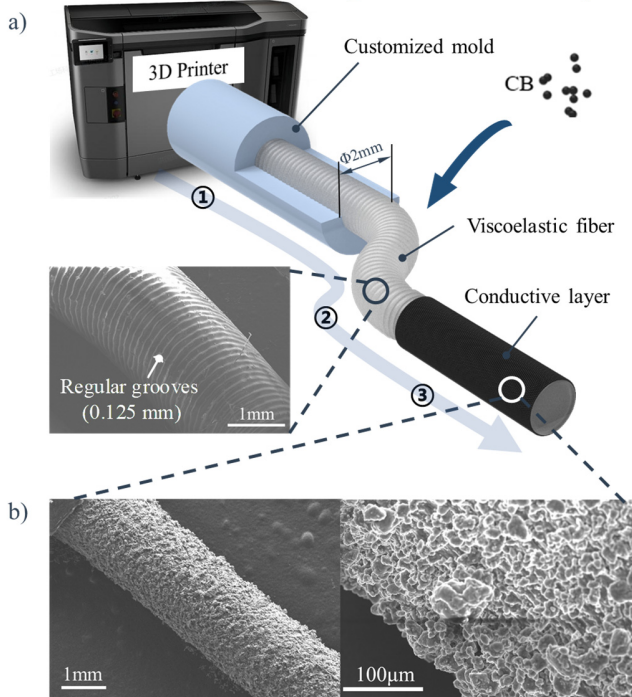 a)
3D Printer
Customized mold
CB
Φ2mm
①
Viscoelastic fiber
Conductive layer
②
Regular grooves
(0.125 mm)
1mm
③
b)
1mm
100μm